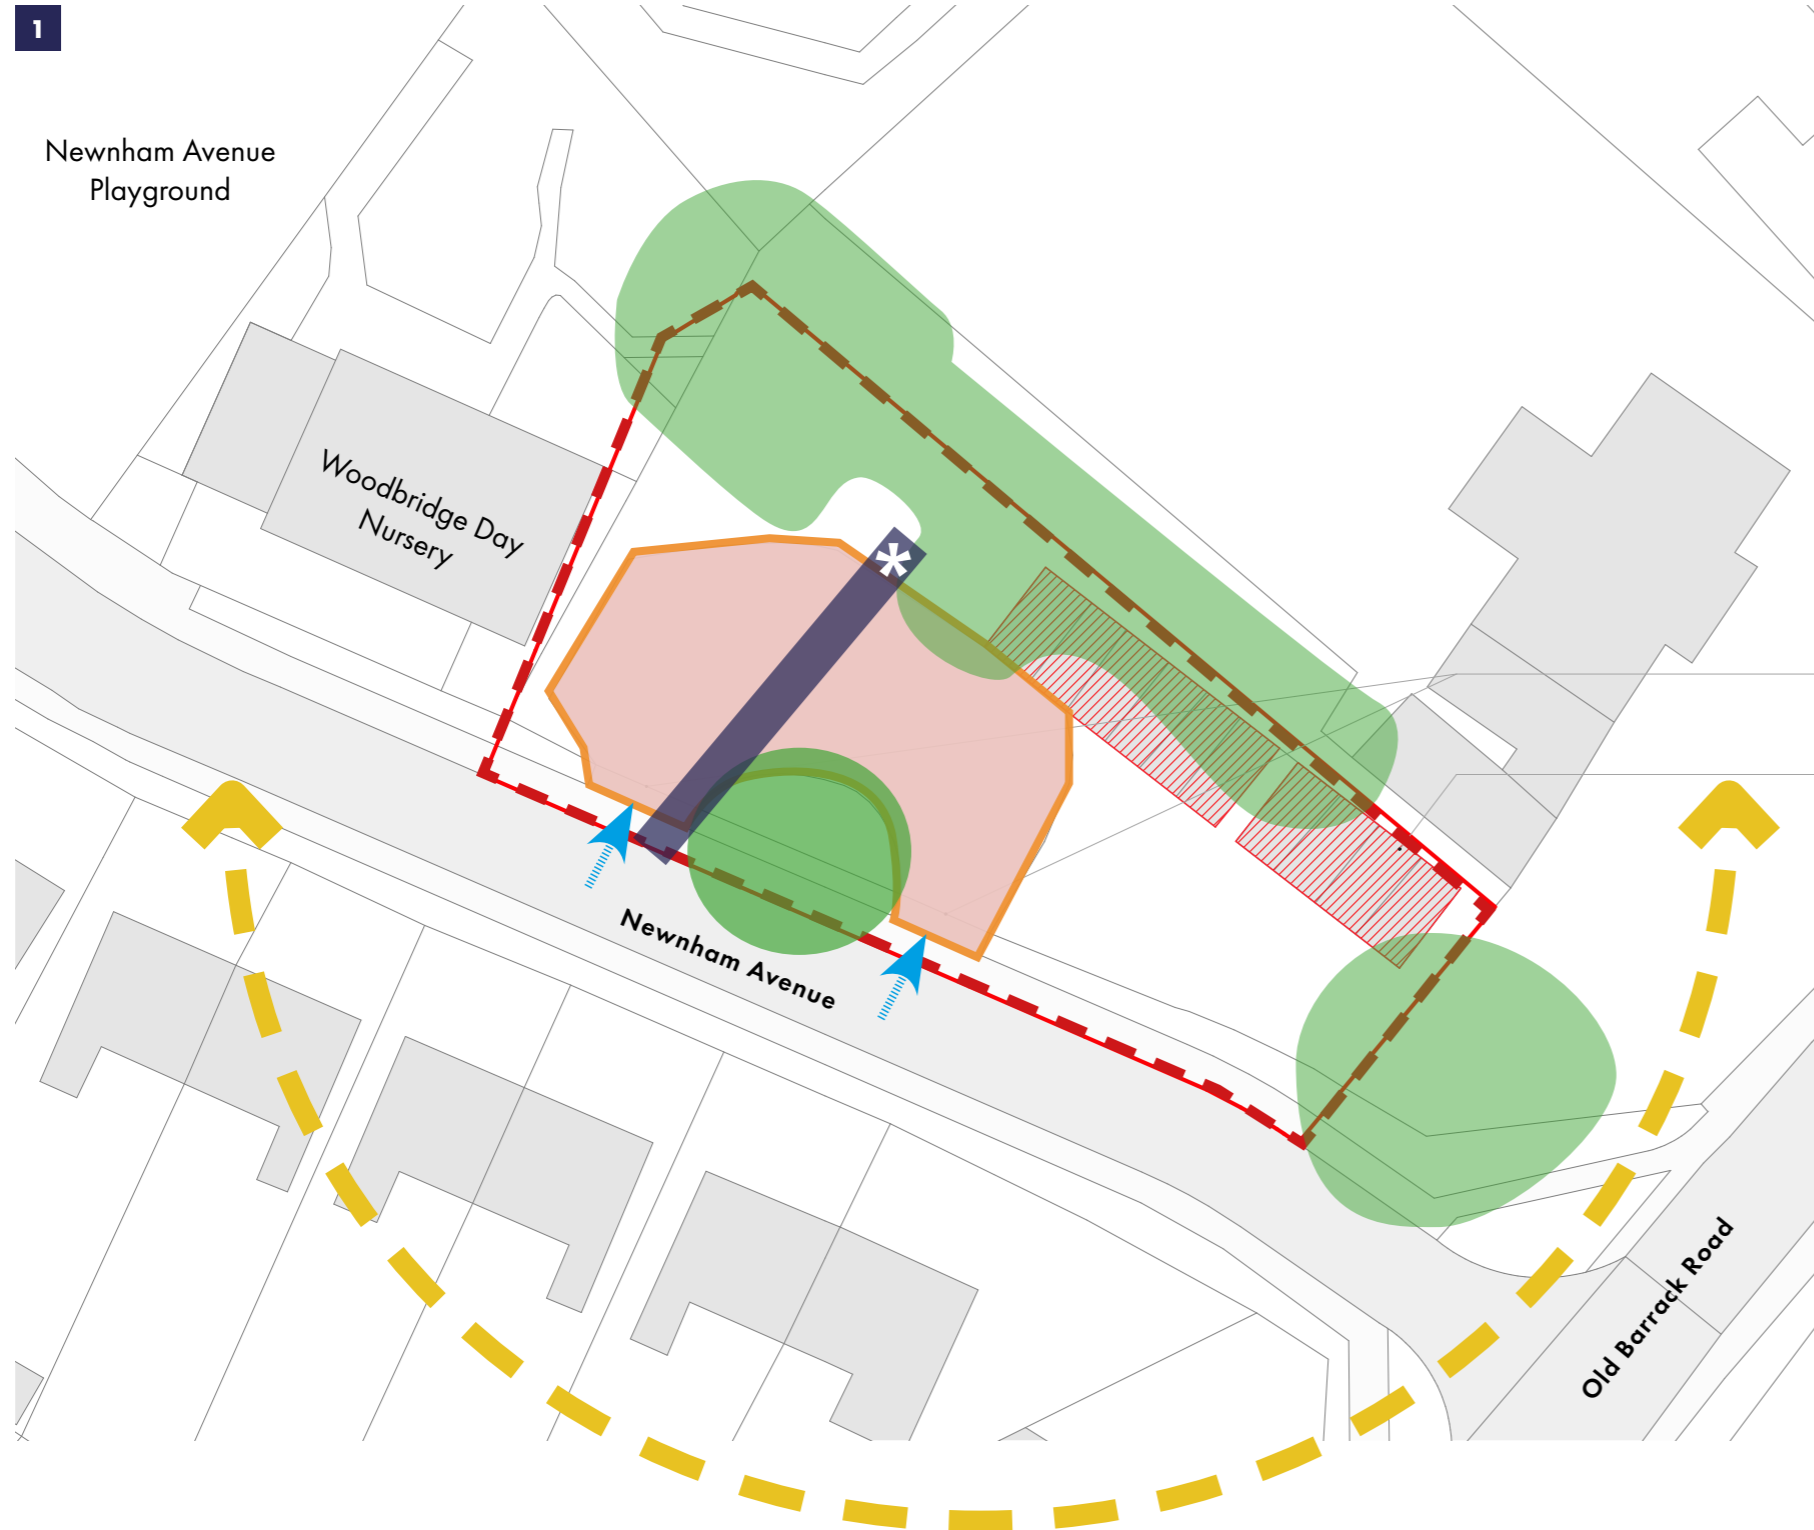 1
Newnham Avenue
Playground
Woodbridge Day
Nursery
*
Newnham Avenue
Old Barrack Road